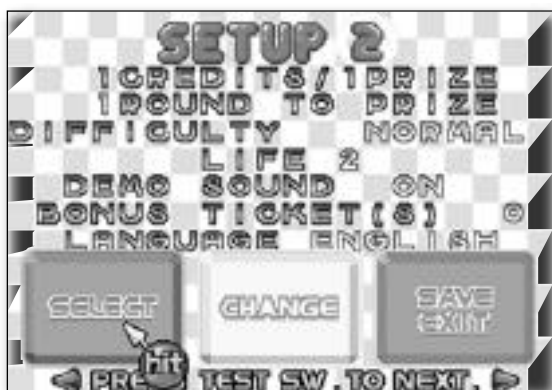 SETUP 2
1CREDITS/1PRIZE
1ROUND TO PRIZE
DIFFICULTY NORMAL
LIFE 2
DEMO SOUND ON
BONUS TICKET(S) 0
LANGUAGE ENGLISH
SELECT CHANGE SAVE EXIT
Hit
TEST SW. TO NEXT.